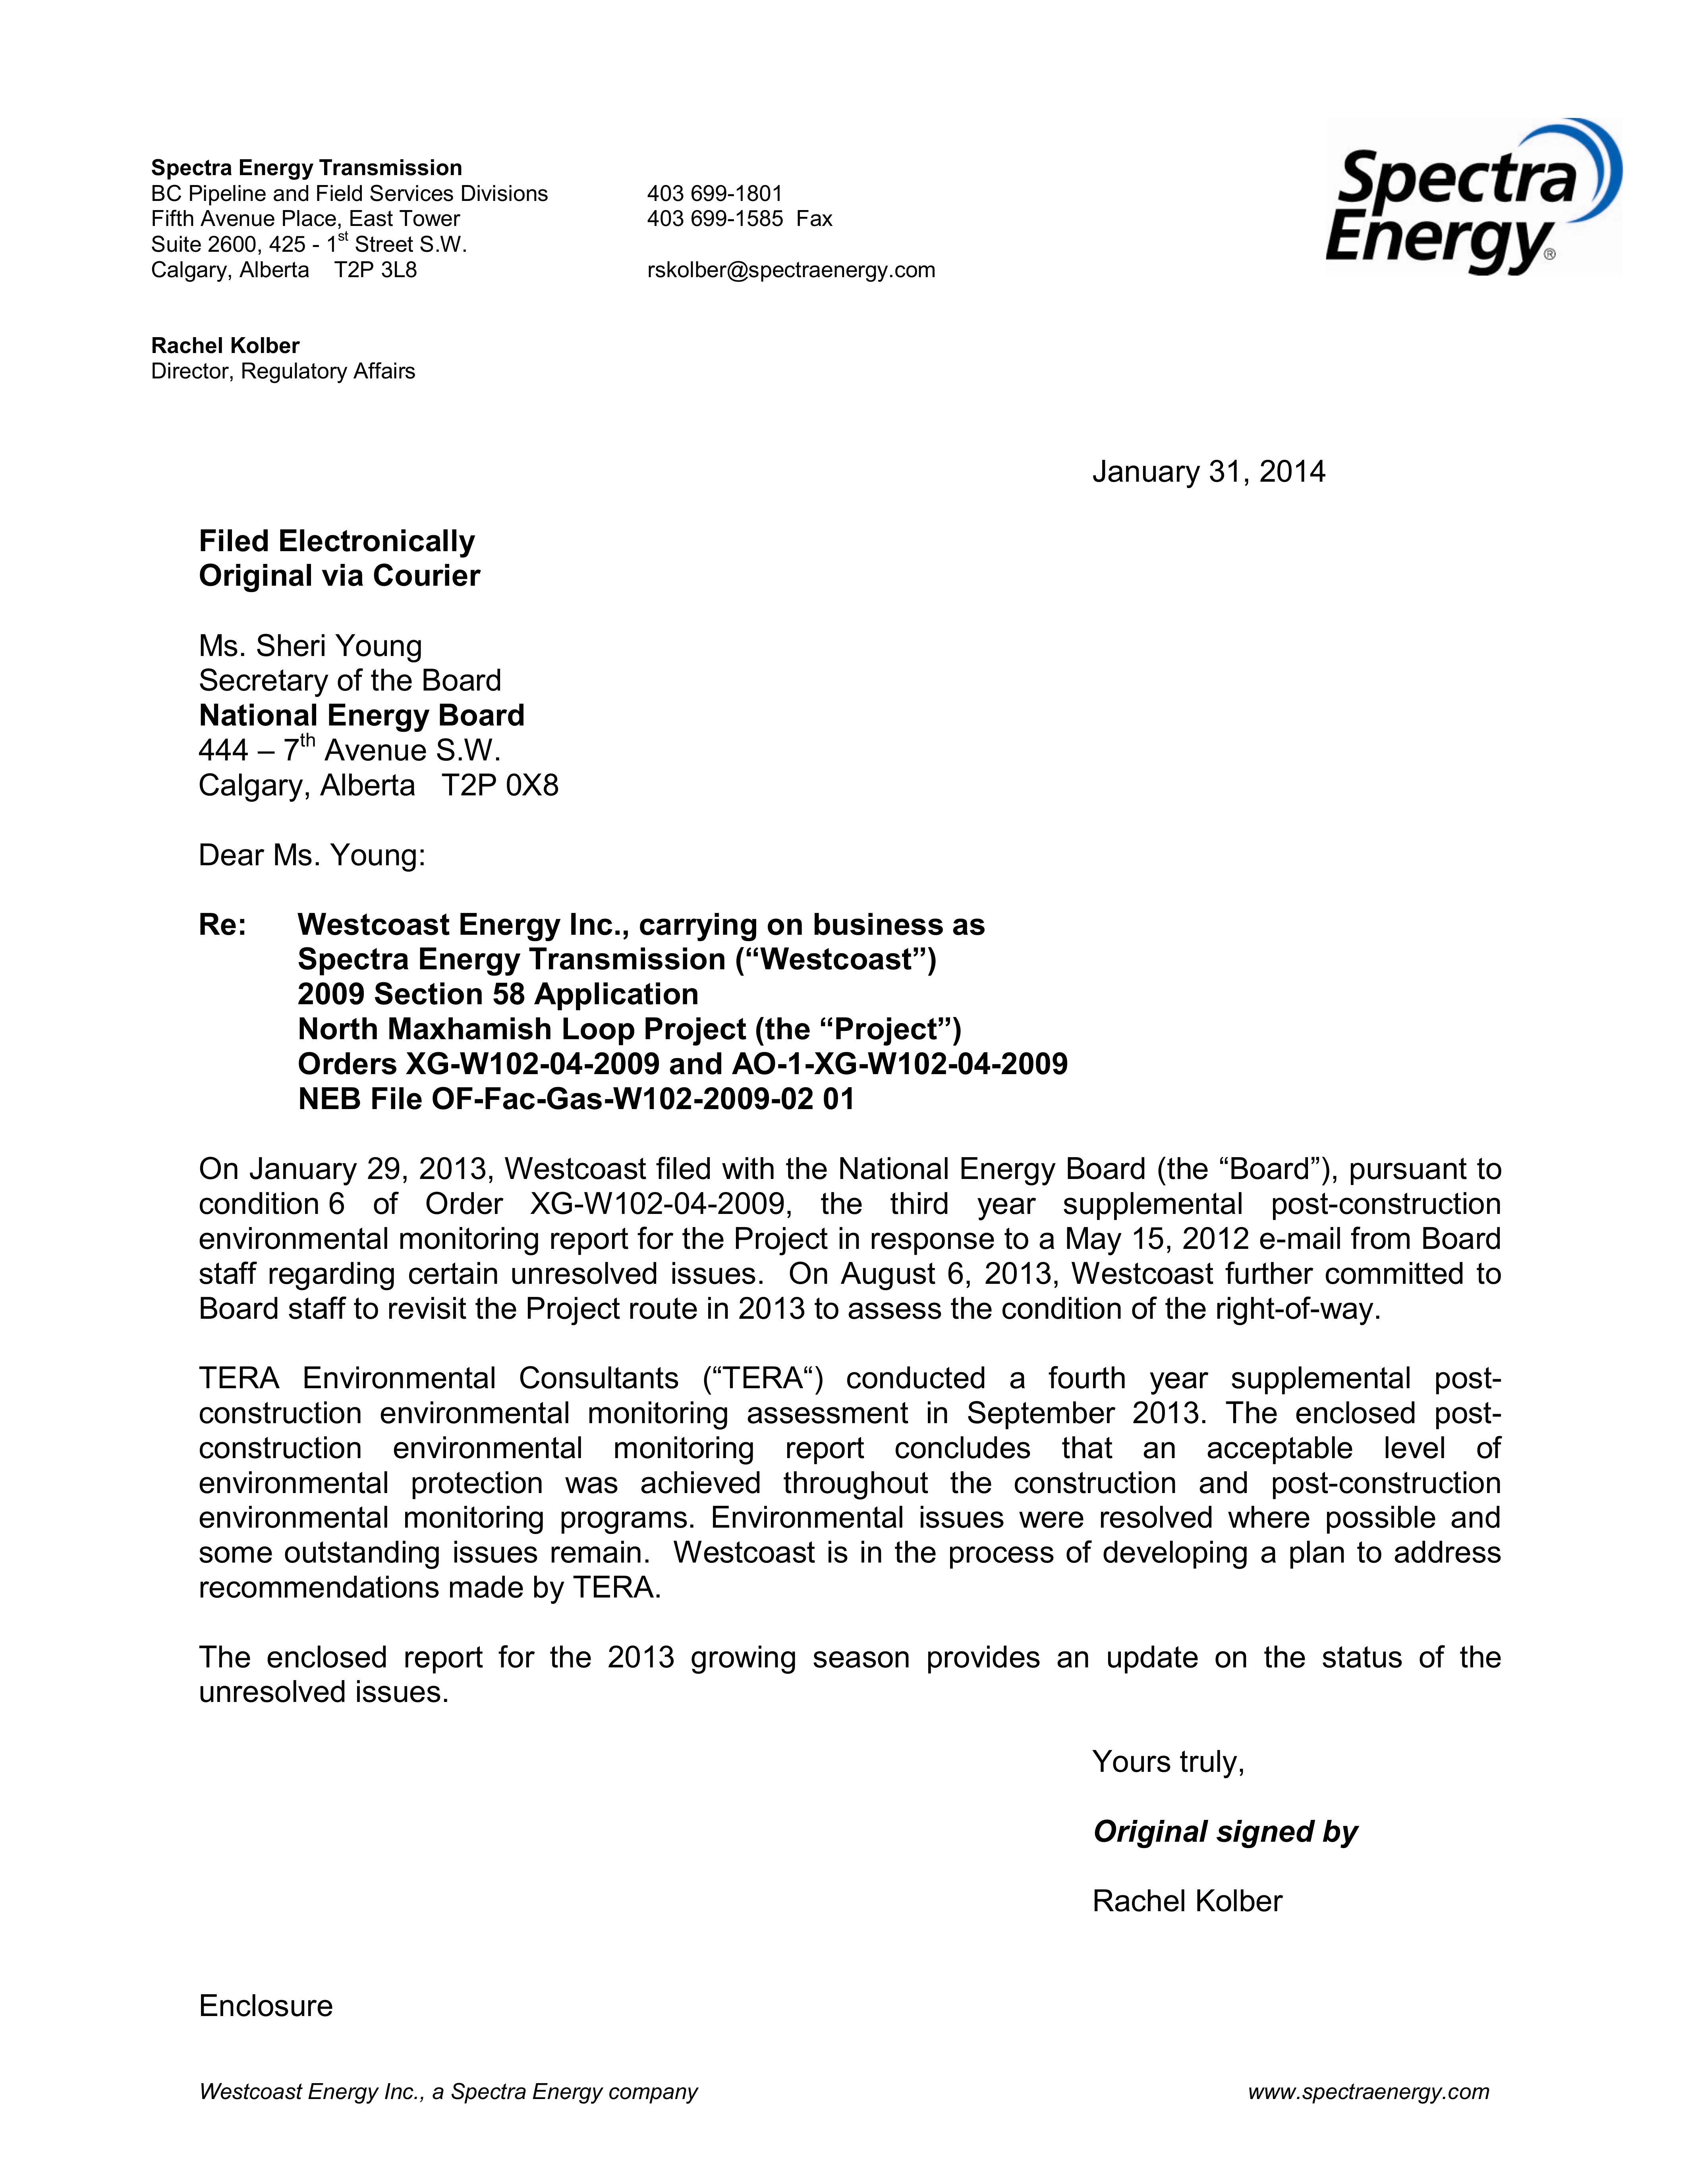 Spectra Energy Transmission
BC Pipeline and Field Services Divisions 403 699-1801
Fifth Avenue Place, East Tower 403 699-1585 Fax
Suite 2600, 425 - 1st Street S.W.
Calgary, Alberta T2P 3L8 rskolber@spectraenergy.com
Spectra
Energy®
Rachel Kolber
Director, Regulatory Affairs
January 31, 2014
Filed Electronically
Original via Courier
Ms. Sheri Young
Secretary of the Board
National Energy Board
444 – 7th Avenue S.W.
Calgary, Alberta T2P 0X8
Dear Ms. Young:
Re: Westcoast Energy Inc., carrying on business as
Spectra Energy Transmission (“Westcoast”)
2009 Section 58 Application
North Maxhamish Loop Project (the “Project”)
Orders XG-W102-04-2009 and AO-1-XG-W102-04-2009
NEB File OF-Fac-Gas-W102-2009-02 01
On January 29, 2013, Westcoast filed with the National Energy Board (the “Board”), pursuant to
condition 6 of Order XG-W102-04-2009, the third year supplemental post-construction
environmental monitoring report for the Project in response to a May 15, 2012 e-mail from Board
staff regarding certain unresolved issues. On August 6, 2013, Westcoast further committed to
Board staff to revisit the Project route in 2013 to assess the condition of the right-of-way.
TERA Environmental Consultants (“TERA“) conducted a fourth year supplemental post-
construction environmental monitoring assessment in September 2013. The enclosed post-
construction environmental monitoring report concludes that an acceptable level of
environmental protection was achieved throughout the construction and post-construction
environmental monitoring programs. Environmental issues were resolved where possible and
some outstanding issues remain. Westcoast is in the process of developing a plan to address
recommendations made by TERA.
The enclosed report for the 2013 growing season provides an update on the status of the
unresolved issues.
Yours truly,
Original signed by
Rachel Kolber
Enclosure
Westcoast Energy Inc., a Spectra Energy company www.spectraenergy.com